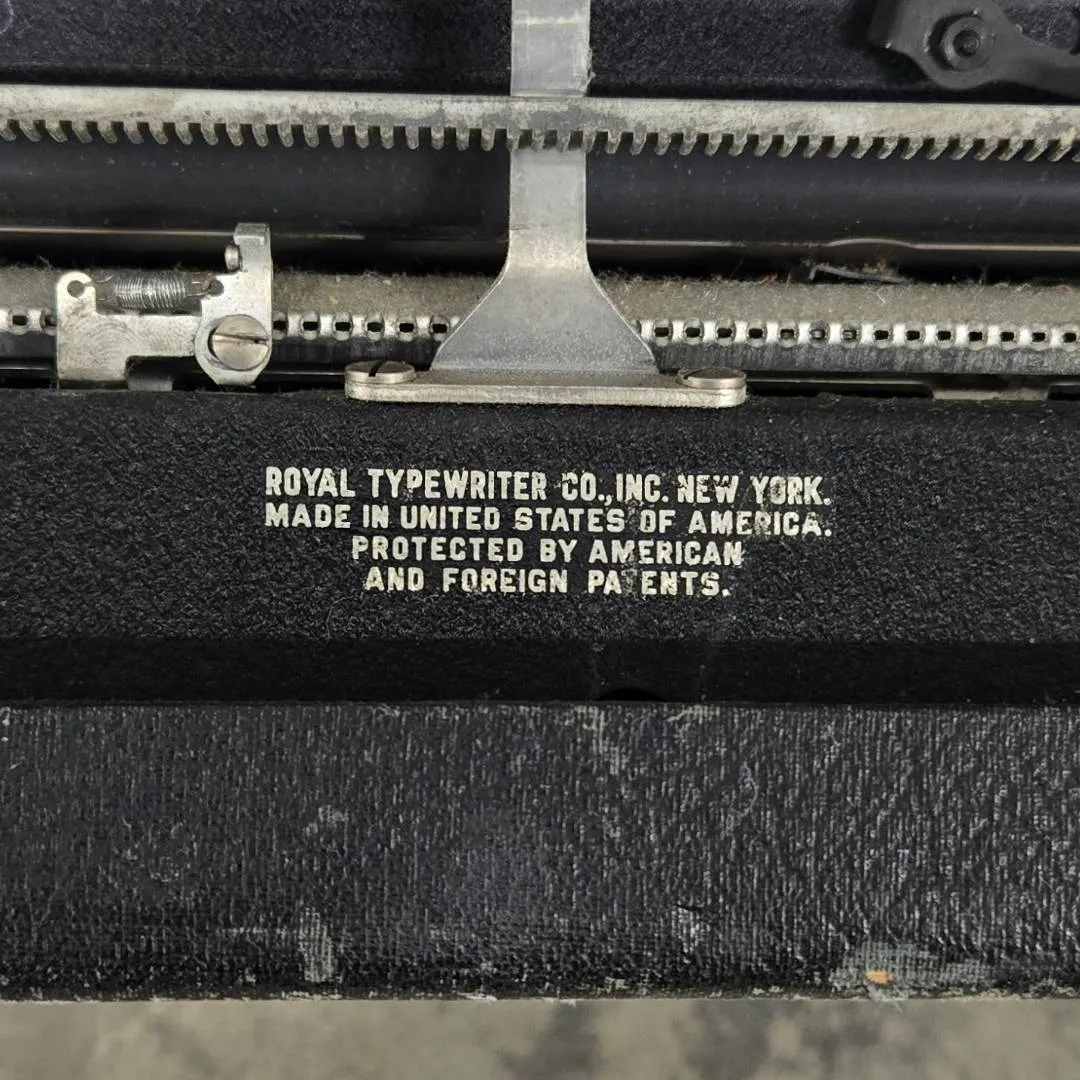 ROYAL TYPEWRITER CO., INC. NEW YORK.
MADE IN UNITED STATES OF AMERICA.
PROTECTED BY AMERICAN
AND FOREIGN PATENTS.